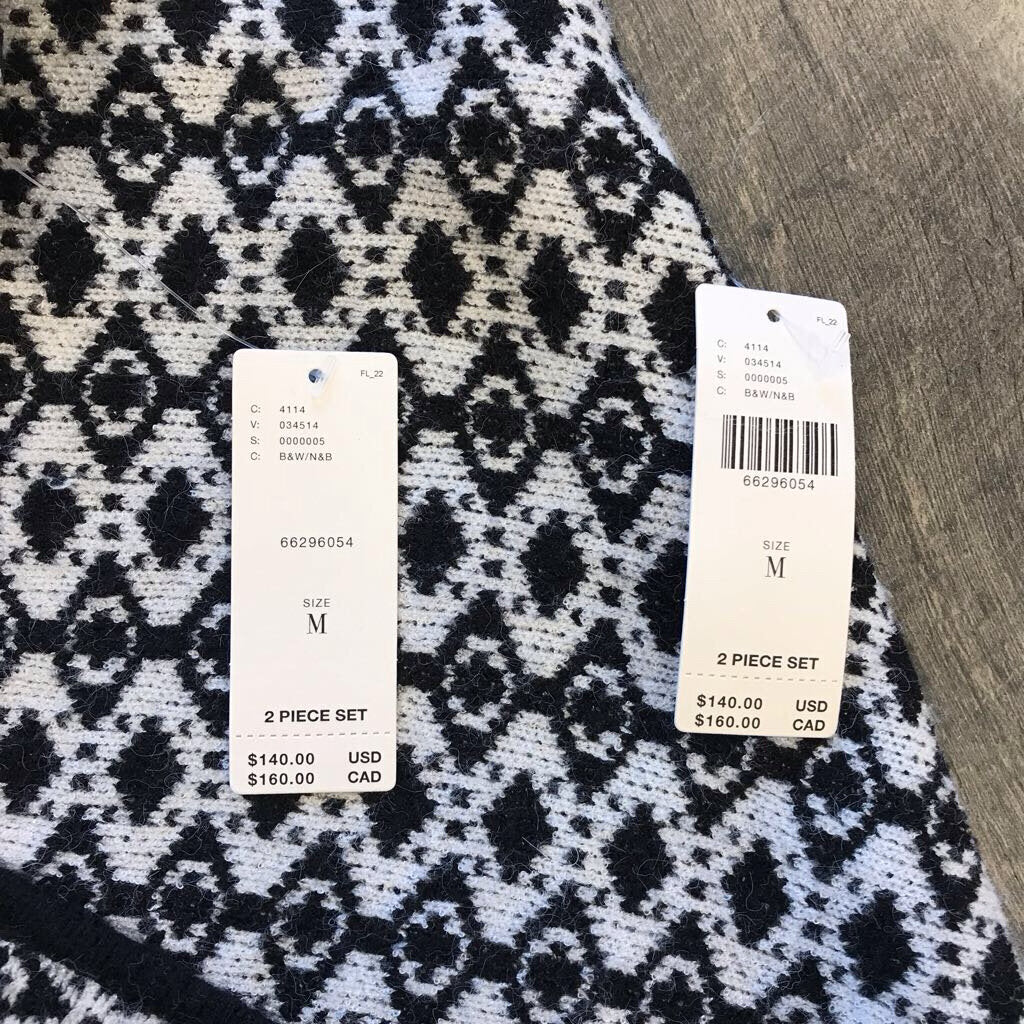 FL_22
C: 4114
V: 034514
S: 0000005
C: B&W/N&B
66296054
SIZE
M
2 PIECE SET
$140.00 USD
$160.00 CAD
FL_22
C: 4114
V: 034514
S: 0000005
C: B&W/N&B
66296054
SIZE
M
2 PIECE SET
$140.00 USD
$160.00 CAD